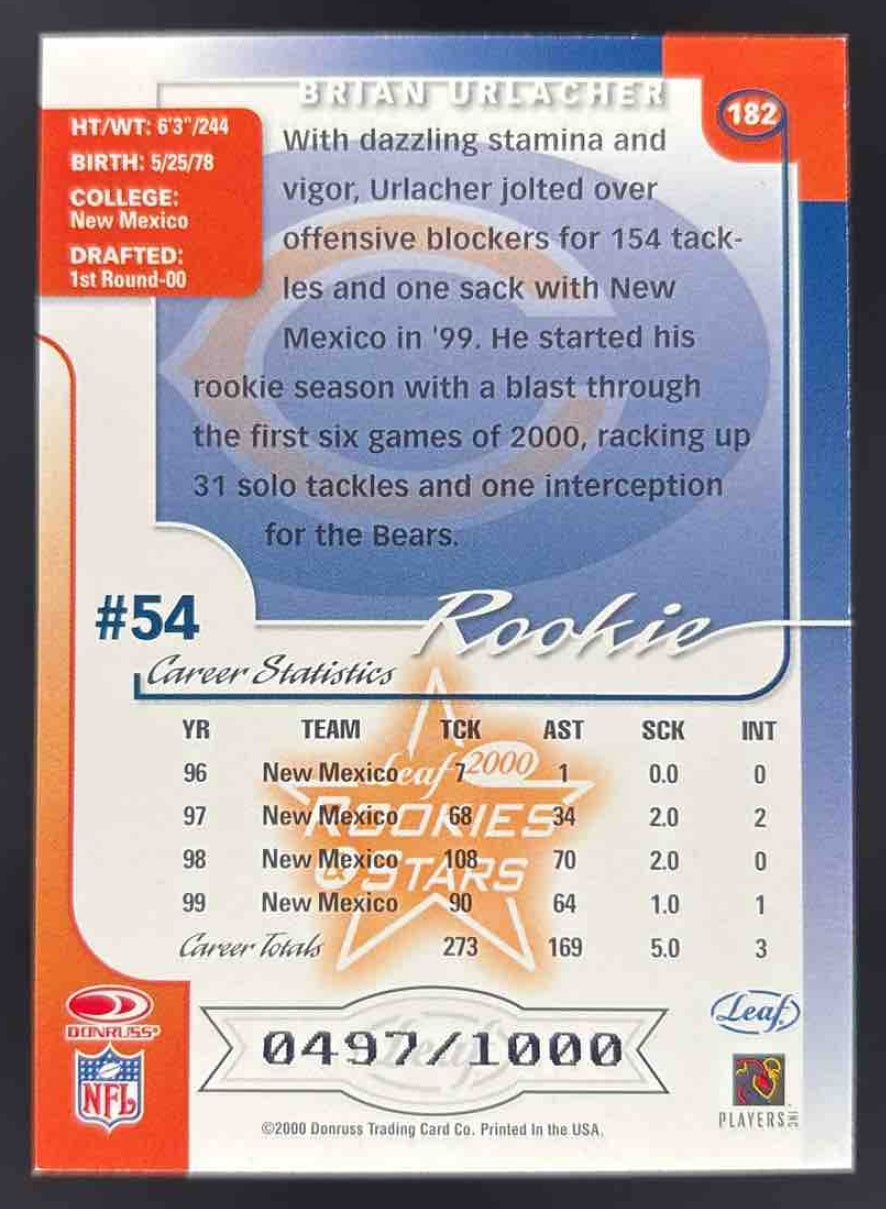 BRIAN URLACHER
182
HT/WT: 6'3"/244
BIRTH: 5/25/78
COLLEGE:
New Mexico
DRAFTED:
1st Round-00
With dazzling stamina and
vigor, Urlacher jolted over
offensive blockers for 154 tack-
les and one sack with New
Mexico in '99. He started his
rookie season with a blast through
the first six games of 2000, racking up
31 solo tackles and one interception
for the Bears.
#54
Rookie
Career Statistics
YR TEAM TCK AST SCK INT
96 New Mexico 7 1 0.0 0
97 New Mexico 68 34 2.0 2
98 New Mexico 108 70 2.0 0
99 New Mexico 90 64 1.0 1
Career Totals 273 169 5.0 3
Leaf 2000
ROOKIES
& STARS
DONRUSS
NFL
0497/1000
Leaf
Leaf
PLAYERS INC
©2000 Donruss Trading Card Co. Printed In the USA.